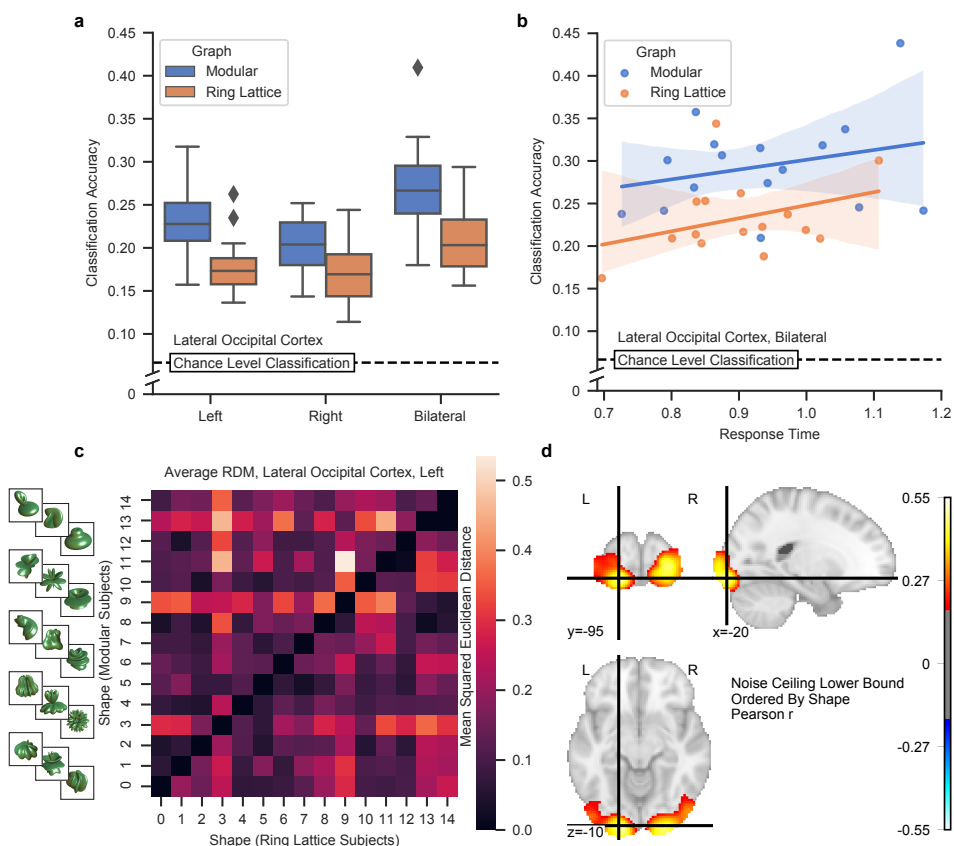 a
0.45
0.40
0.35
0.30
0.25
0.20
0.15
0.10
0
Classification Accuracy
Graph
Modular
Ring Lattice
Lateral Occipital Cortex
Chance Level Classification
Left
Right
Bilateral
b
0.45
0.40
0.35
0.30
0.25
0.20
0.15
0.10
0
Classification Accuracy
Graph
Modular
Ring Lattice
Lateral Occipital Cortex, Bilateral
Chance Level Classification
0.7 0.8 0.9 1.0 1.1 1.2
Response Time
c
Average RDM, Lateral Occipital Cortex, Left
Shape (Modular Subjects)
14
13
12
11
10
9
8
7
6
5
4
3
2
1
0
0 1 2 3 4 5 6 7 8 9 10 11 12 13 14
Shape (Ring Lattice Subjects)
Mean Squared Euclidean Distance
0.5
0.4
0.3
0.2
0.1
0.0
d
L R
y=-95
x=-20
L R
z=-10
Noise Ceiling Lower Bound
Ordered By Shape
Pearson r
0.55
0.27
0
-0.27
-0.55